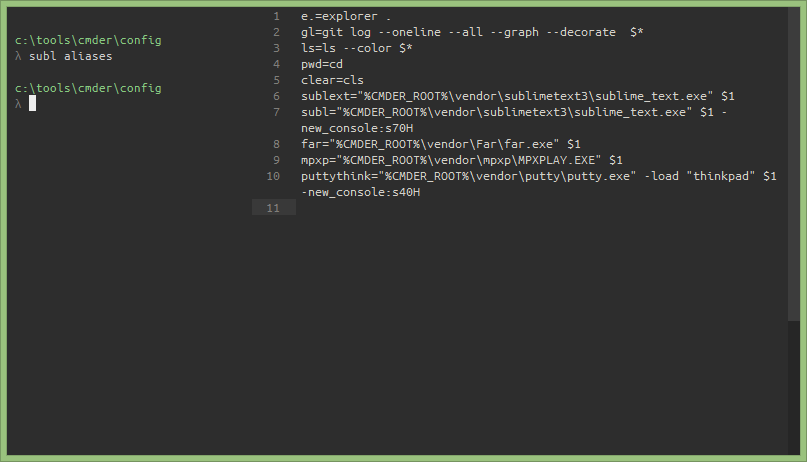 c:\tools\cmder\config
λ subl aliases
c:\tools\cmder\config
λ
1 e.=explorer .
2 gl=git log --oneline --all --graph --decorate  $*
3 ls=ls --color $*
4 pwd=cd
5 clear=cls
6 sublext="%CMDER_ROOT%\vendor\sublimetext3\sublime_text.exe" $1
7 subl="%CMDER_ROOT%\vendor\sublimetext3\sublime_text.exe" $1 -
new_console:s70H
8 far="%CMDER_ROOT%\vendor\Far\far.exe" $1
9 mpxp="%CMDER_ROOT%\vendor\mpxp\MPXPLAY.EXE" $1
10 puttythink="%CMDER_ROOT%\vendor\putty\putty.exe" -load "thinkpad" $1
-new_console:s40H
11